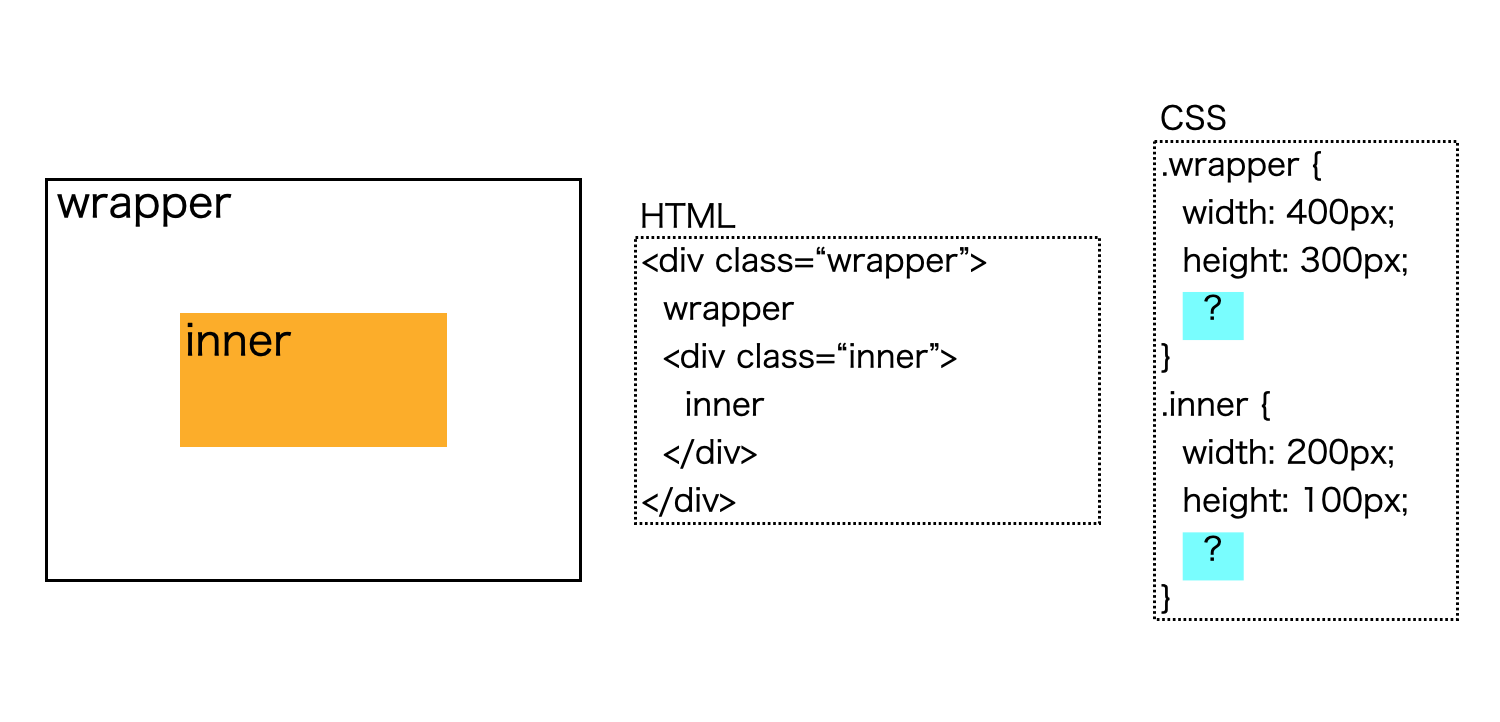 wrapper
inner
HTML
<div class=“wrapper”>
wrapper
<div class=“inner”>
inner
</div>
</div>
CSS
.wrapper {
width: 400px;
height: 300px;
?
}
.inner {
width: 200px;
height: 100px;
?
}